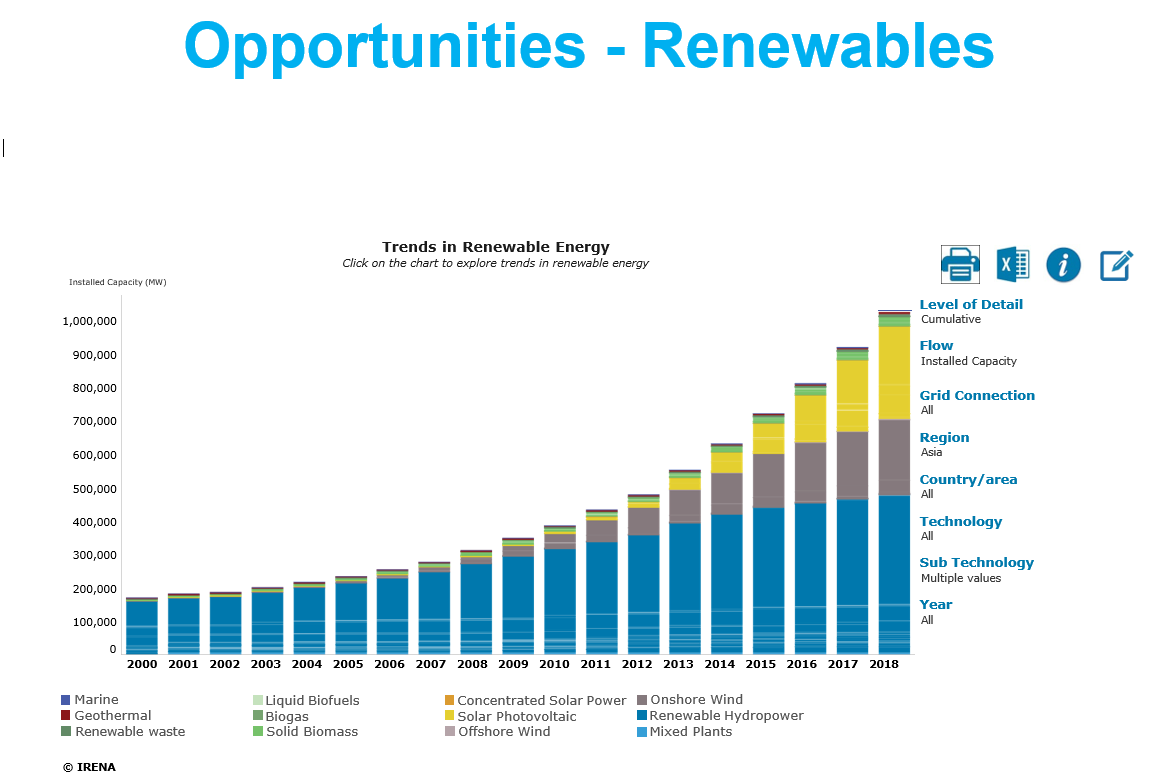 Opportunities - Renewables
Trends in Renewable Energy
Click on the chart to explore trends in renewable energy
Installed Capacity (MW)
1,000,000
900,000
800,000
700,000
600,000
500,000
400,000
300,000
200,000
100,000
0
2000 2001 2002 2003 2004 2005 2006 2007 2008 2009 2010 2011 2012 2013 2014 2015 2016 2017 2018
X
i
Level of Detail
Cumulative
Flow
Installed Capacity
Grid Connection
All
Region
Asia
Country/area
All
Technology
All
Sub Technology
Multiple values
Year
All
Marine Liquid Biofuels Concentrated Solar Power Onshore Wind
Geothermal Biogas Solar Photovoltaic Renewable Hydropower
Renewable waste Solid Biomass Offshore Wind Mixed Plants
© IRENA